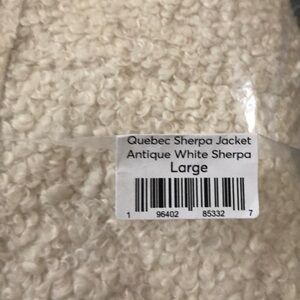 Quebec Sherpa Jacket
Antique White Sherpa
Large
1 96402 85332 7